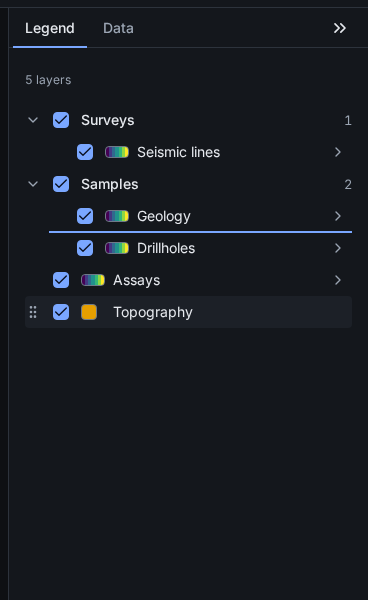 Legend Data
5 layers
Surveys 1
Seismic lines
Samples 2
Geology
Drillholes
Assays
Topography